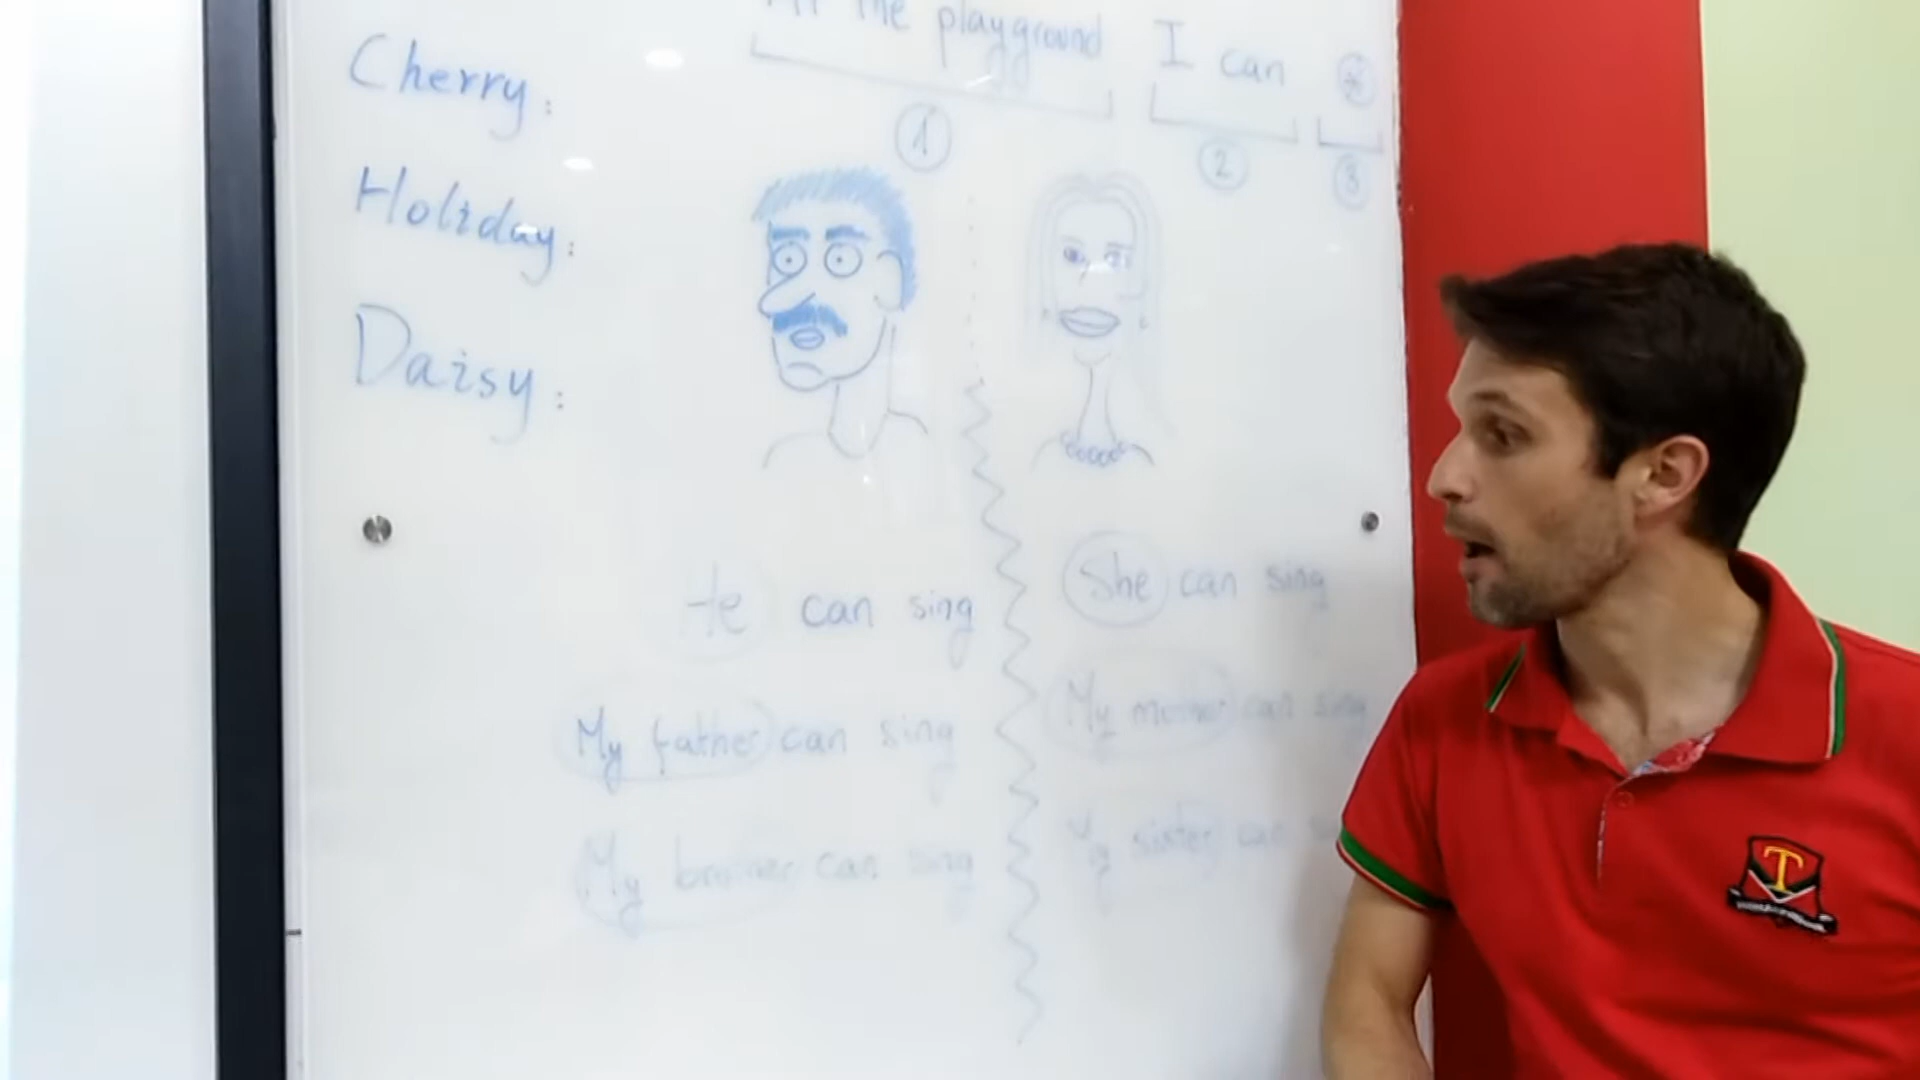 At the playgground I can
1 2 3
Cherry:
Holiday:
Daisy:
He can sing
She can sing
My father can sing
My mother can sing
My brother can sing
My sister can
T